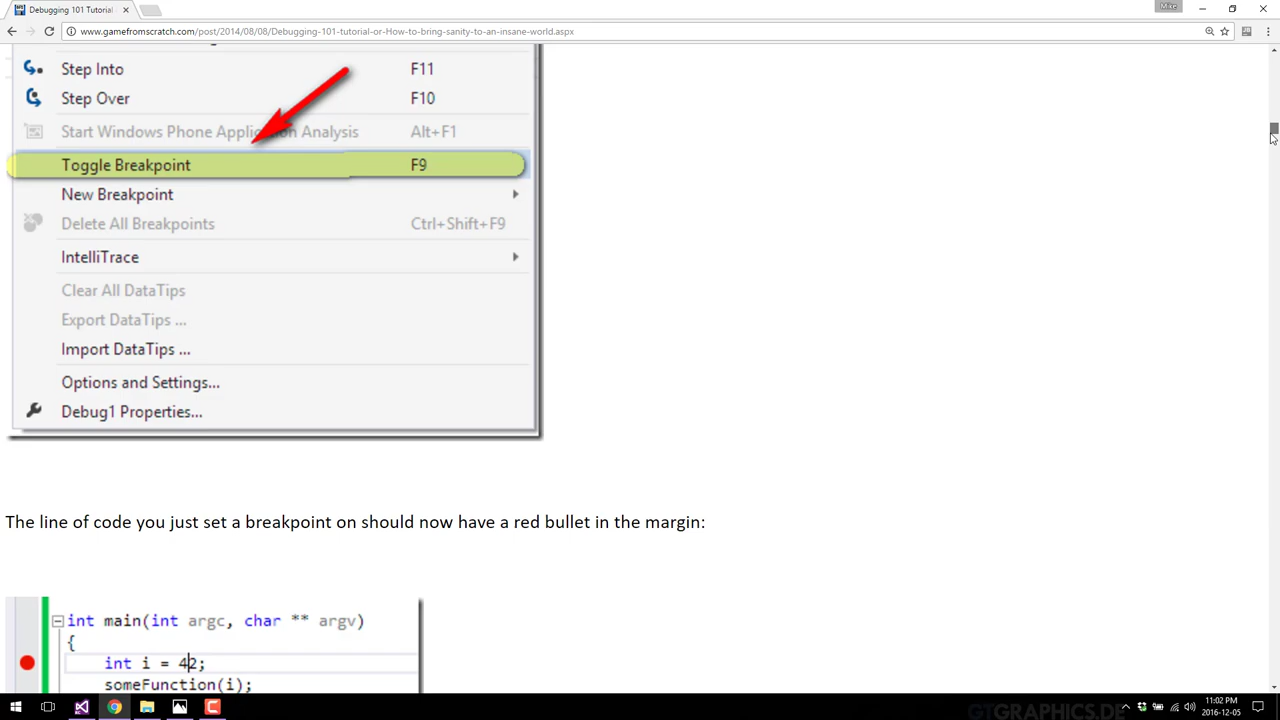 Debugging 101 Tutorial
Mike
www.gamefromscratch.com/post/2014/08/08/Debugging-101-tutorial-or-How-to-bring-sanity-to-an-insane-world.aspx
Step Into F11
Step Over F10
Start Windows Phone Application Analysis Alt+F1
Toggle Breakpoint F9
New Breakpoint
Delete All Breakpoints Ctrl+Shift+F9
IntelliTrace
Clear All DataTips
Export DataTips ...
Import DataTips ...
Options and Settings...
Debug1 Properties...
The line of code you just set a breakpoint on should now have a red bullet in the margin:
int main(int argc, char ** argv)
{
int i = 42;
someFunction(i);
11:02 PM
2016-12-05
GTGRAPHICS.DE